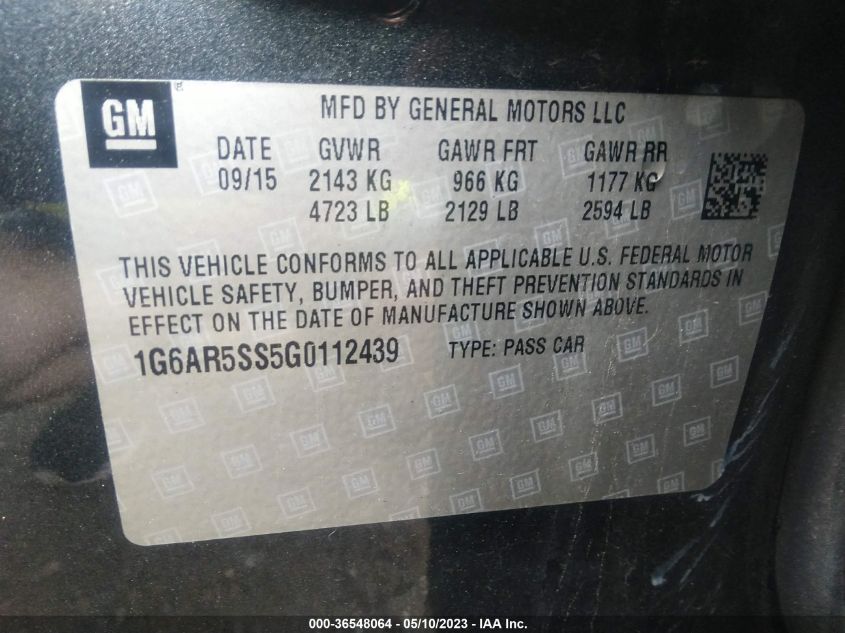 GM
MFD BY GENERAL MOTORS LLC
DATE GVWR GAWR FRT GAWR RR
09/15 2143 KG 966 KG 1177 KG
4723 LB 2129 LB 2594 LB
THIS VEHICLE CONFORMS TO ALL APPLICABLE U.S. FEDERAL MOTOR
VEHICLE SAFETY, BUMPER, AND THEFT PREVENTION STANDARDS IN
EFFECT ON THE DATE OF MANUFACTURE SHOWN ABOVE.
1G6AR5SS5G0112439 TYPE: PASS CAR
000-36548064 — 05/10/2023 — IAA Inc.